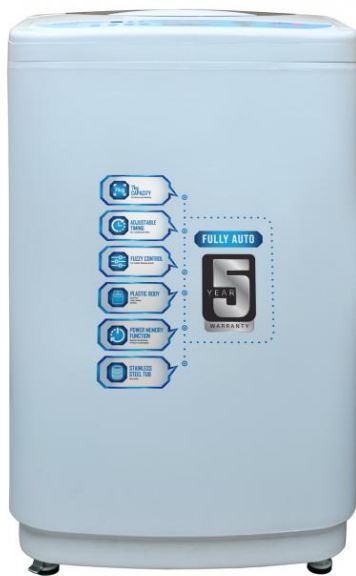 7kg
7kg
CAPACITY
ADJUSTABLE
TIMING
FUZZY CONTROL
PLASTIC BODY
POWER MEMORY
FUNCTION
STAINLESS
STEEL TUB
FULLY AUTO
5
YEAR
WARRANTY